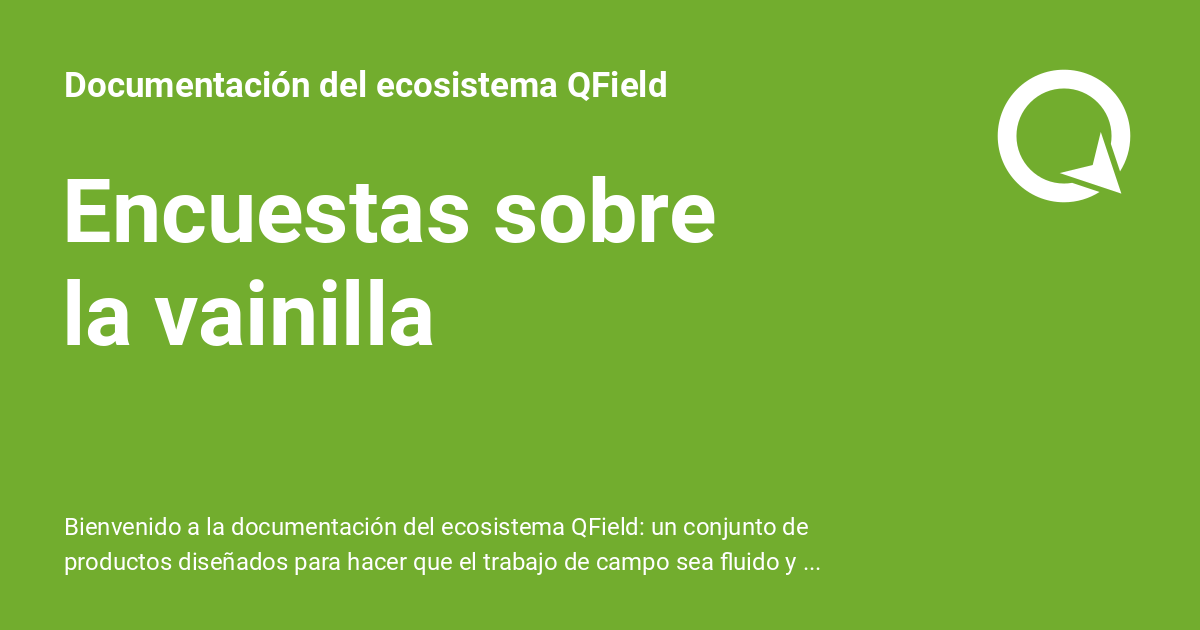 Documentación del ecosistema QField
Encuestas sobre
la vainilla
Bienvenido a la documentación del ecosistema QField: un conjunto de
productos diseñados para hacer que el trabajo de campo sea fluido y ...